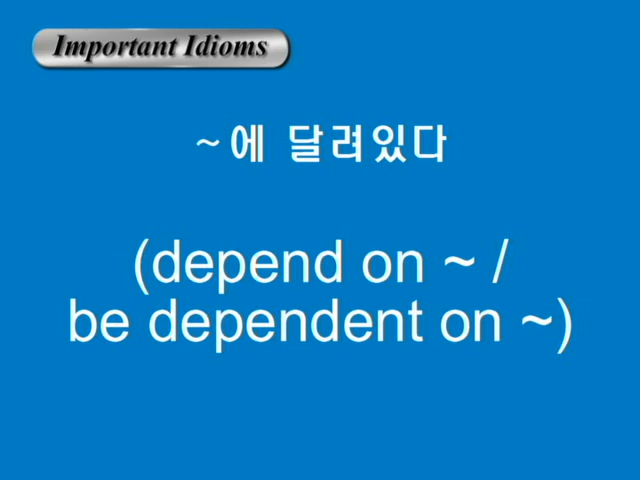 Important Idioms
~에 달려있다
(depend on ~ /
be dependent on ~)